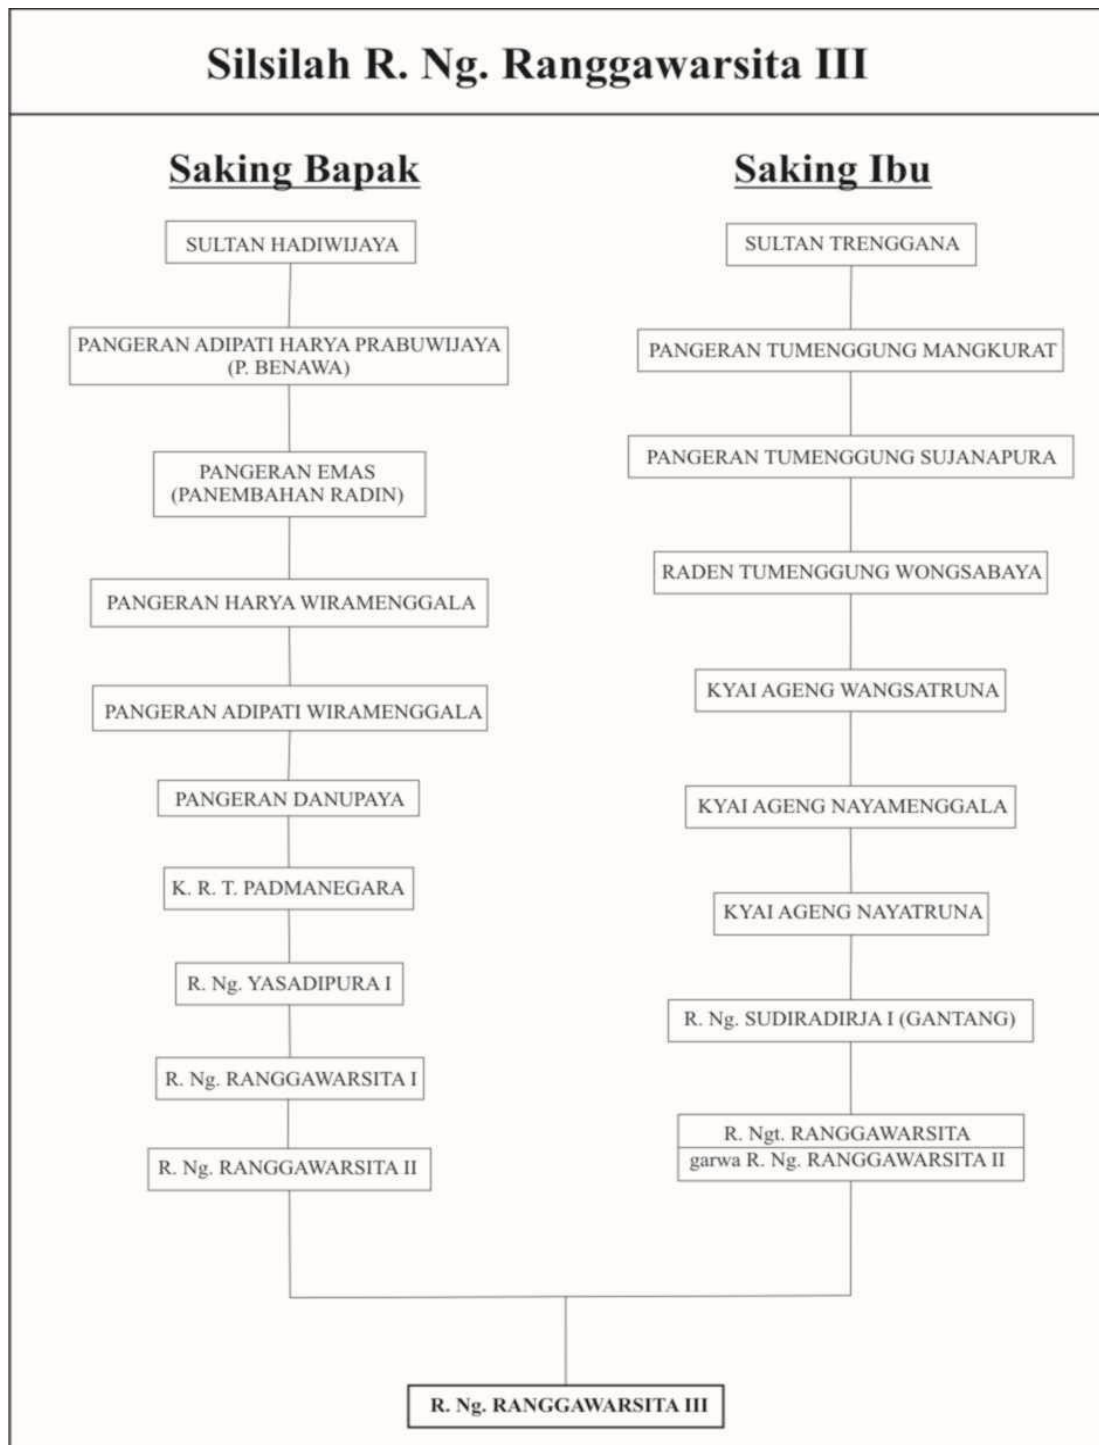 Silsilah R. Ng. Ranggawarsita III
Saking Bapak
SULTAN HADIWIJAYA
PANGERAN ADIPATI HARYA PRABUWIJAYA
(P. BENAWA)
PANGERAN EMAS
(PANEMBAHAN RADIN)
PANGERAN HARYA WIRAMENGGALA
PANGERAN ADIPATI WIRAMENGGALA
PANGERAN DANUPAYA
K. R. T. PADMANEGARA
R. Ng. YASADIPURA I
R. Ng. RANGGAWARSITA I
R. Ng. RANGGAWARSITA II
Saking Ibu
SULTAN TRENGGANA
PANGERAN TUMENGGUNG MANGKURAT
PANGERAN TUMENGGUNG SUJANAPURA
RADEN TUMENGGUNG WONGSABAYA
KYAI AGENG WANGSATRUNA
KYAI AGENG NAYAMENGGALA
KYAI AGENG NAYATRUNA
R. Ng. SUDIRADIRJA I (GANTANG)
R. Ngt. RANGGAWARSITA
garwa R. Ng. RANGGAWARSITA II
R. Ng. RANGGAWARSITA III